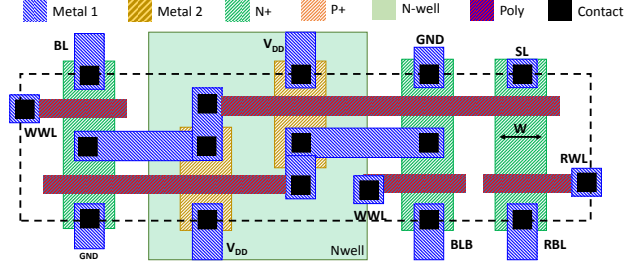 Metal 1 Metal 2 N+ P+ N-well Poly Contact
BL VDD GND SL
WWL
W
RWL
WWL
GND VDD Nwell BLB RBL